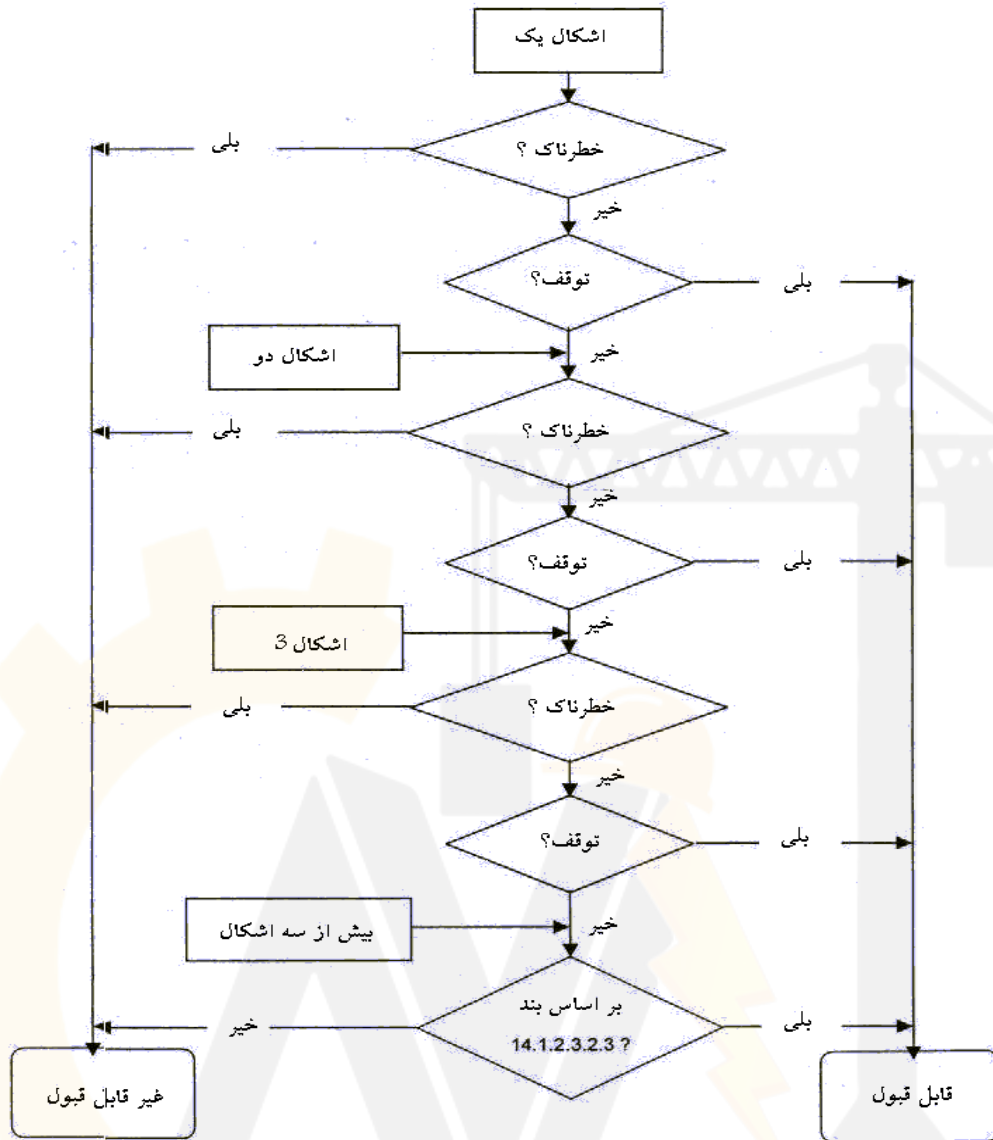 اشکال یک
خطرناک ؟
بلی
خیر
توقف؟
بلی
خیر
اشکال دو
خطرناک ؟
بلی
خیر
توقف؟
بلی
خیر
اشکال 3
خطرناک ؟
بلی
خیر
توقف؟
بلی
خیر
بیش از سه اشکال
بر اساس بند
14.1.2.3.2.3 ?
خیر
بلی
غیر قابل قبول
قابل قبول